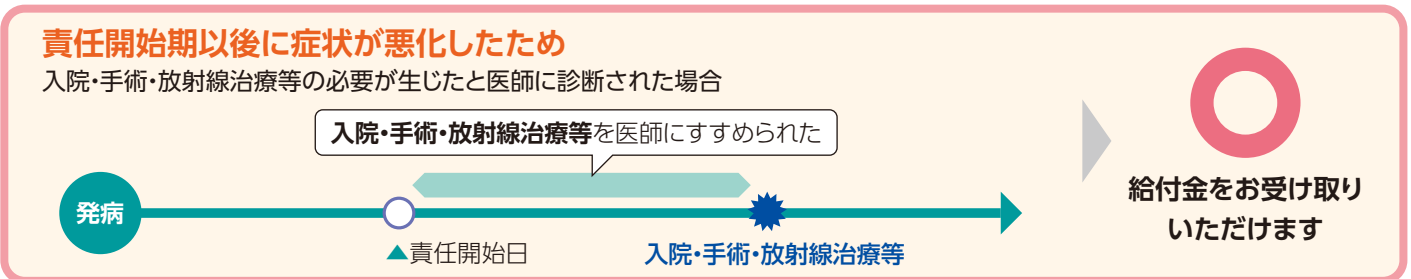 責任開始期以後に症状が悪化したため
入院・手術・放射線治療等の必要が生じたと医師に診断された場合
入院・手術・放射線治療等を医師にすすめられた
発病
▲責任開始日
入院・手術・放射線治療等
給付金をお受け取り
いただけます